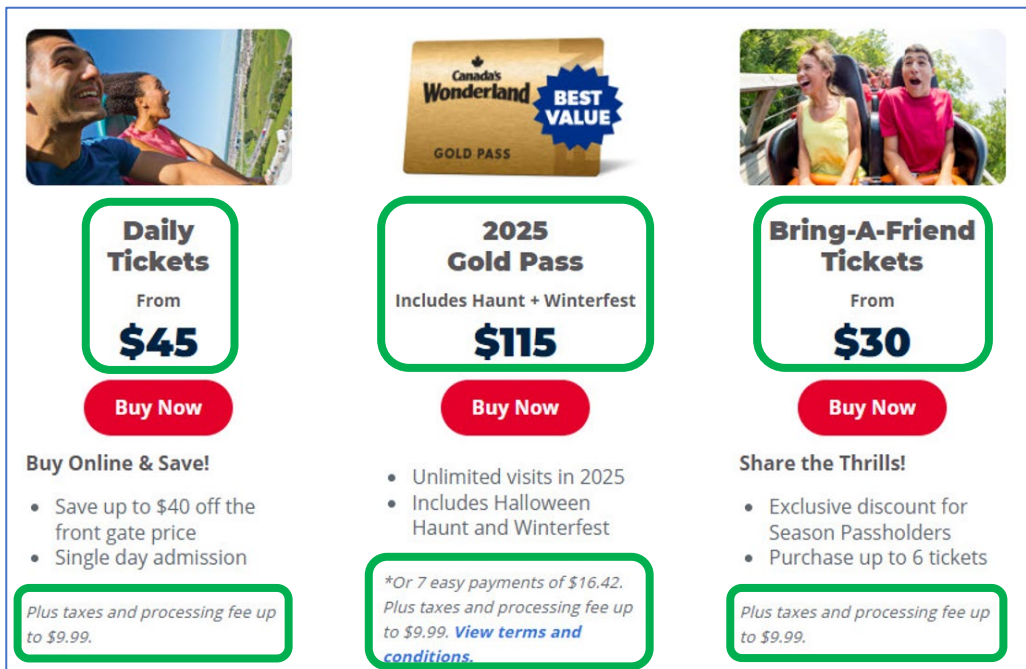 Canada's
Wonderland
BEST
VALUE
GOLD PASS
Daily
Tickets
From
$45
Buy Now
Buy Online & Save!
• Save up to $40 off the
front gate price
• Single day admission
Plus taxes and processing fee up
to $9.99.
2025
Gold Pass
Includes Haunt + Winterfest
$115
Buy Now
• Unlimited visits in 2025
• Includes Halloween
Haunt and Winterfest
*Or 7 easy payments of $16.42.
Plus taxes and processing fee up
to $9.99. View terms and
conditions.
Bring-A-Friend
Tickets
From
$30
Buy Now
Share the Thrills!
• Exclusive discount for
Season Passholders
• Purchase up to 6 tickets
Plus taxes and processing fee up
to $9.99.